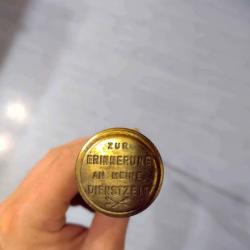 ZUR
ERINNERUNG
AN MEINE
DIENSTZEIT